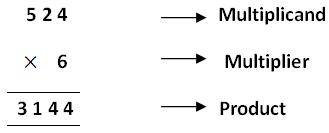 5 2 4 → Multiplicand
× 6 → Multiplier
3 1 4 4 → Product